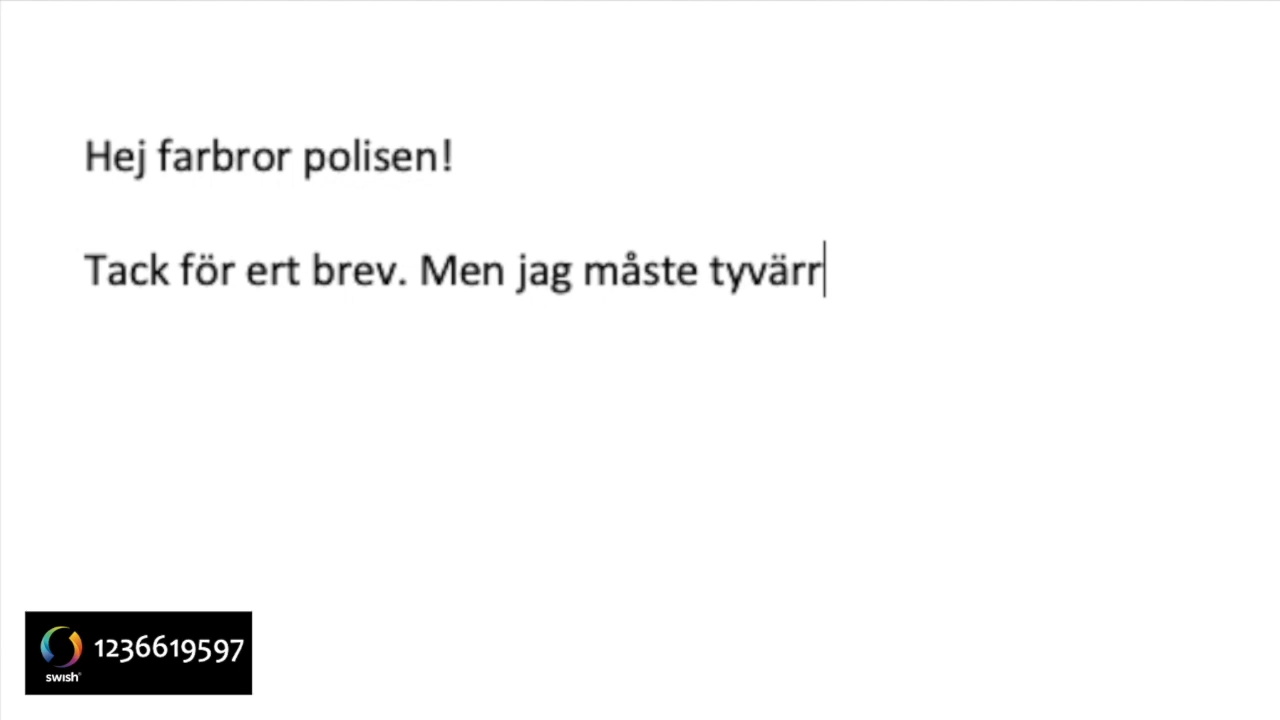 Hej farbror polisen!
Tack för ert brev. Men jag måste tyvärr
1236619597
swish